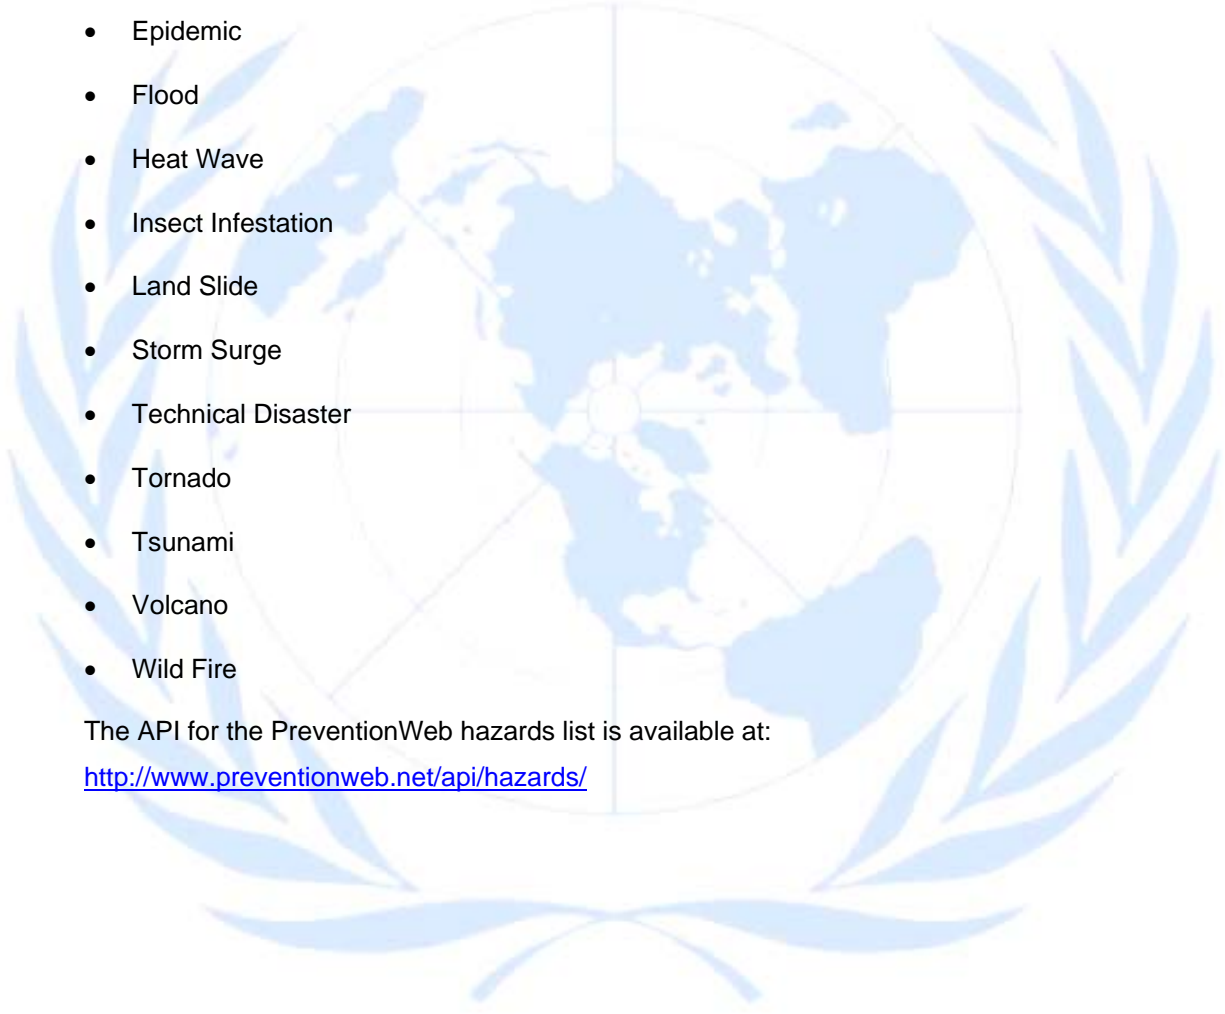 • Epidemic
• Flood
• Heat Wave
• Insect Infestation
• Land Slide
• Storm Surge
• Technical Disaster
• Tornado
• Tsunami
• Volcano
• Wild Fire
The API for the PreventionWeb hazards list is available at:
http://www.preventionweb.net/api/hazards/